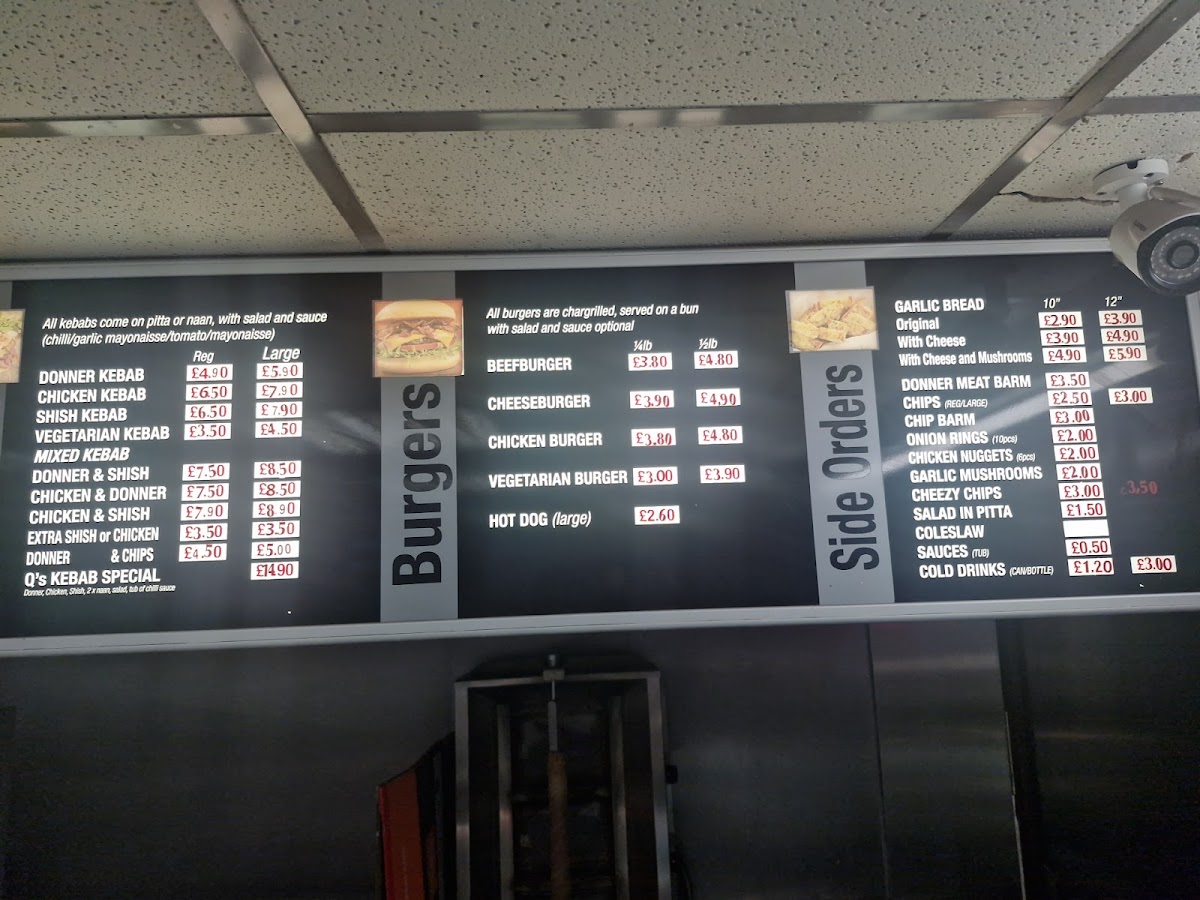 All kebabs come on pitta or naan, with salad and sauce
(chilli/garlic mayonaisse/tomato/mayonaisse)
Reg Large
DONNER KEBAB £4.90 £5.90
CHICKEN KEBAB £6.50 £7.90
SHISH KEBAB £6.50 £7.90
VEGETARIAN KEBAB £3.50 £4.50
MIXED KEBAB
DONNER & SHISH £7.50 £8.50
CHICKEN & DONNER £7.50 £8.50
CHICKEN & SHISH £7.90 £8.90
EXTRA SHISH or CHICKEN £3.50 £3.50
DONNER & CHIPS £4.50 £5.00
Q's KEBAB SPECIAL £14.90
Donner, Chicken, Shish, 2 x naan, salad, tub of chilli sauce
Burgers
All burgers are chargrilled, served on a bun
with salad and sauce optional
¼lb ½lb
BEEFBURGER £3.80 £4.80
CHEESEBURGER £3.90 £4.90
CHICKEN BURGER £3.80 £4.80
VEGETARIAN BURGER £3.00 £3.90
HOT DOG (large) £2.60
Side Orders
GARLIC BREAD 10" 12"
Original £2.90 £3.90
With Cheese £3.90 £4.90
With Cheese and Mushrooms £4.90 £5.90
DONNER MEAT BARM £3.50
CHIPS (REG/LARGE) £2.50 £3.00
CHIP BARM £3.00
ONION RINGS (10pcs) £2.00
CHICKEN NUGGETS (6pcs) £2.00
GARLIC MUSHROOMS £2.00
CHEEZY CHIPS £3.00 £3.50
SALAD IN PITTA £1.50
COLESLAW
SAUCES (TUB) £0.50
COLD DRINKS (CAN/BOTTLE) £1.20 £3.00